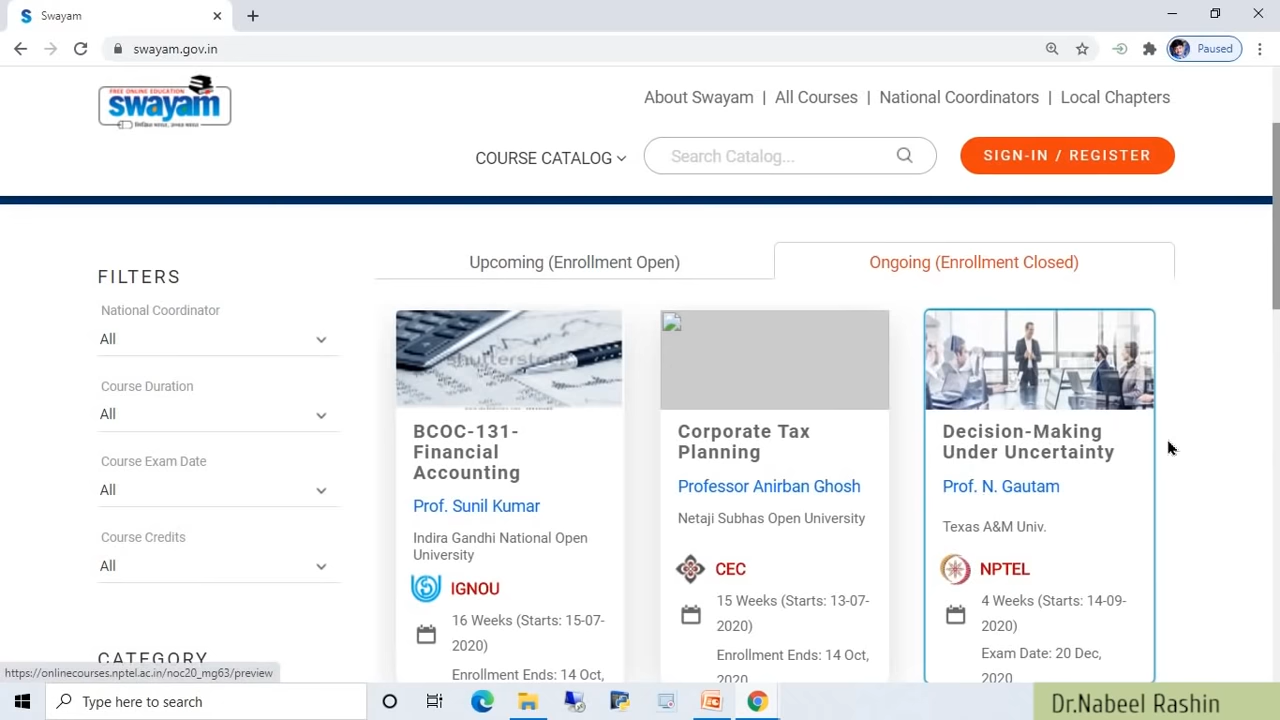 Swayam
swayam.gov.in
Paused
FREE ONLINE EDUCATION
swayam
About Swayam | All Courses | National Coordinators | Local Chapters
COURSE CATALOG
Search Catalog...
SIGN-IN / REGISTER
FILTERS
National Coordinator
All
Course Duration
All
Course Exam Date
All
Course Credits
All
CATEGORY
Upcoming (Enrollment Open)
Ongoing (Enrollment Closed)
shutterstock
BCOC-131-
Financial
Accounting
Prof. Sunil Kumar
Indira Gandhi National Open
University
IGNOU
16 Weeks (Starts: 15-07-
2020)
Enrollment Ends: 14 Oct,
Corporate Tax
Planning
Professor Anirban Ghosh
Netaji Subhas Open University
CEC
15 Weeks (Starts: 13-07-
2020)
Enrollment Ends: 14 Oct,
2020
Decision-Making
Under Uncertainty
Prof. N. Gautam
Texas A&M Univ.
NPTEL
4 Weeks (Starts: 14-09-
2020)
Exam Date: 20 Dec,
2020
https://onlinecourses.nptel.ac.in/noc20_mg63/preview
Type here to search
Dr.Nabeel Rashin